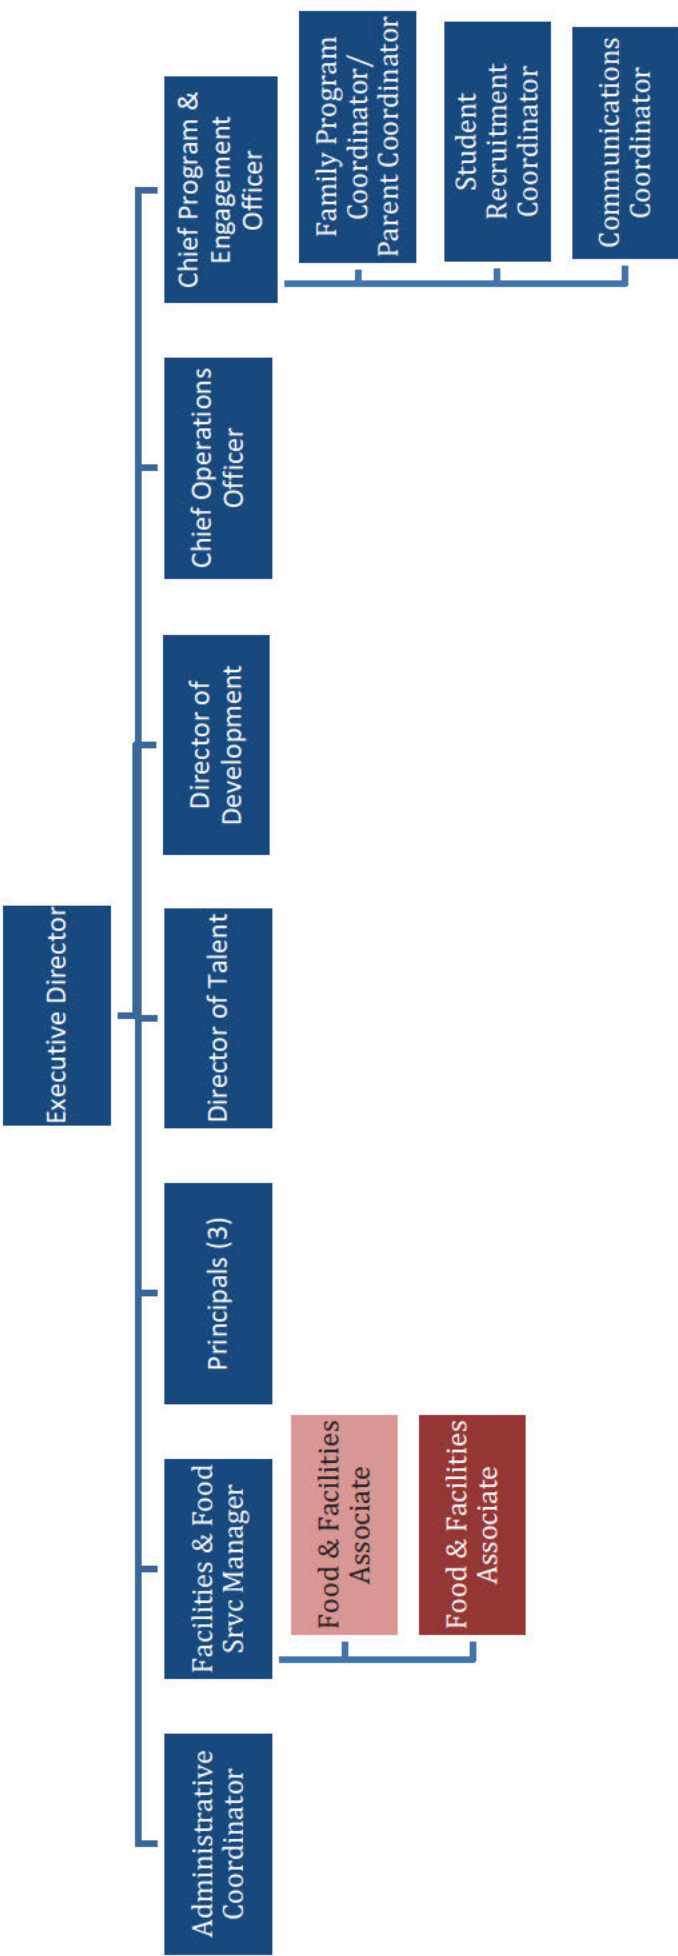 Executive Director
Administrative
Coordinator
Facilities & Food
Srvc Manager
Food & Facilities
Associate
Food & Facilities
Associate
Principals (3)
Director of Talent
Director of
Development
Chief Operations
Officer
Chief Program &
Engagement
Officer
Family Program
Coordinator/
Parent Coordinator
Student
Recruitment
Coordinator
Communications
Coordinator